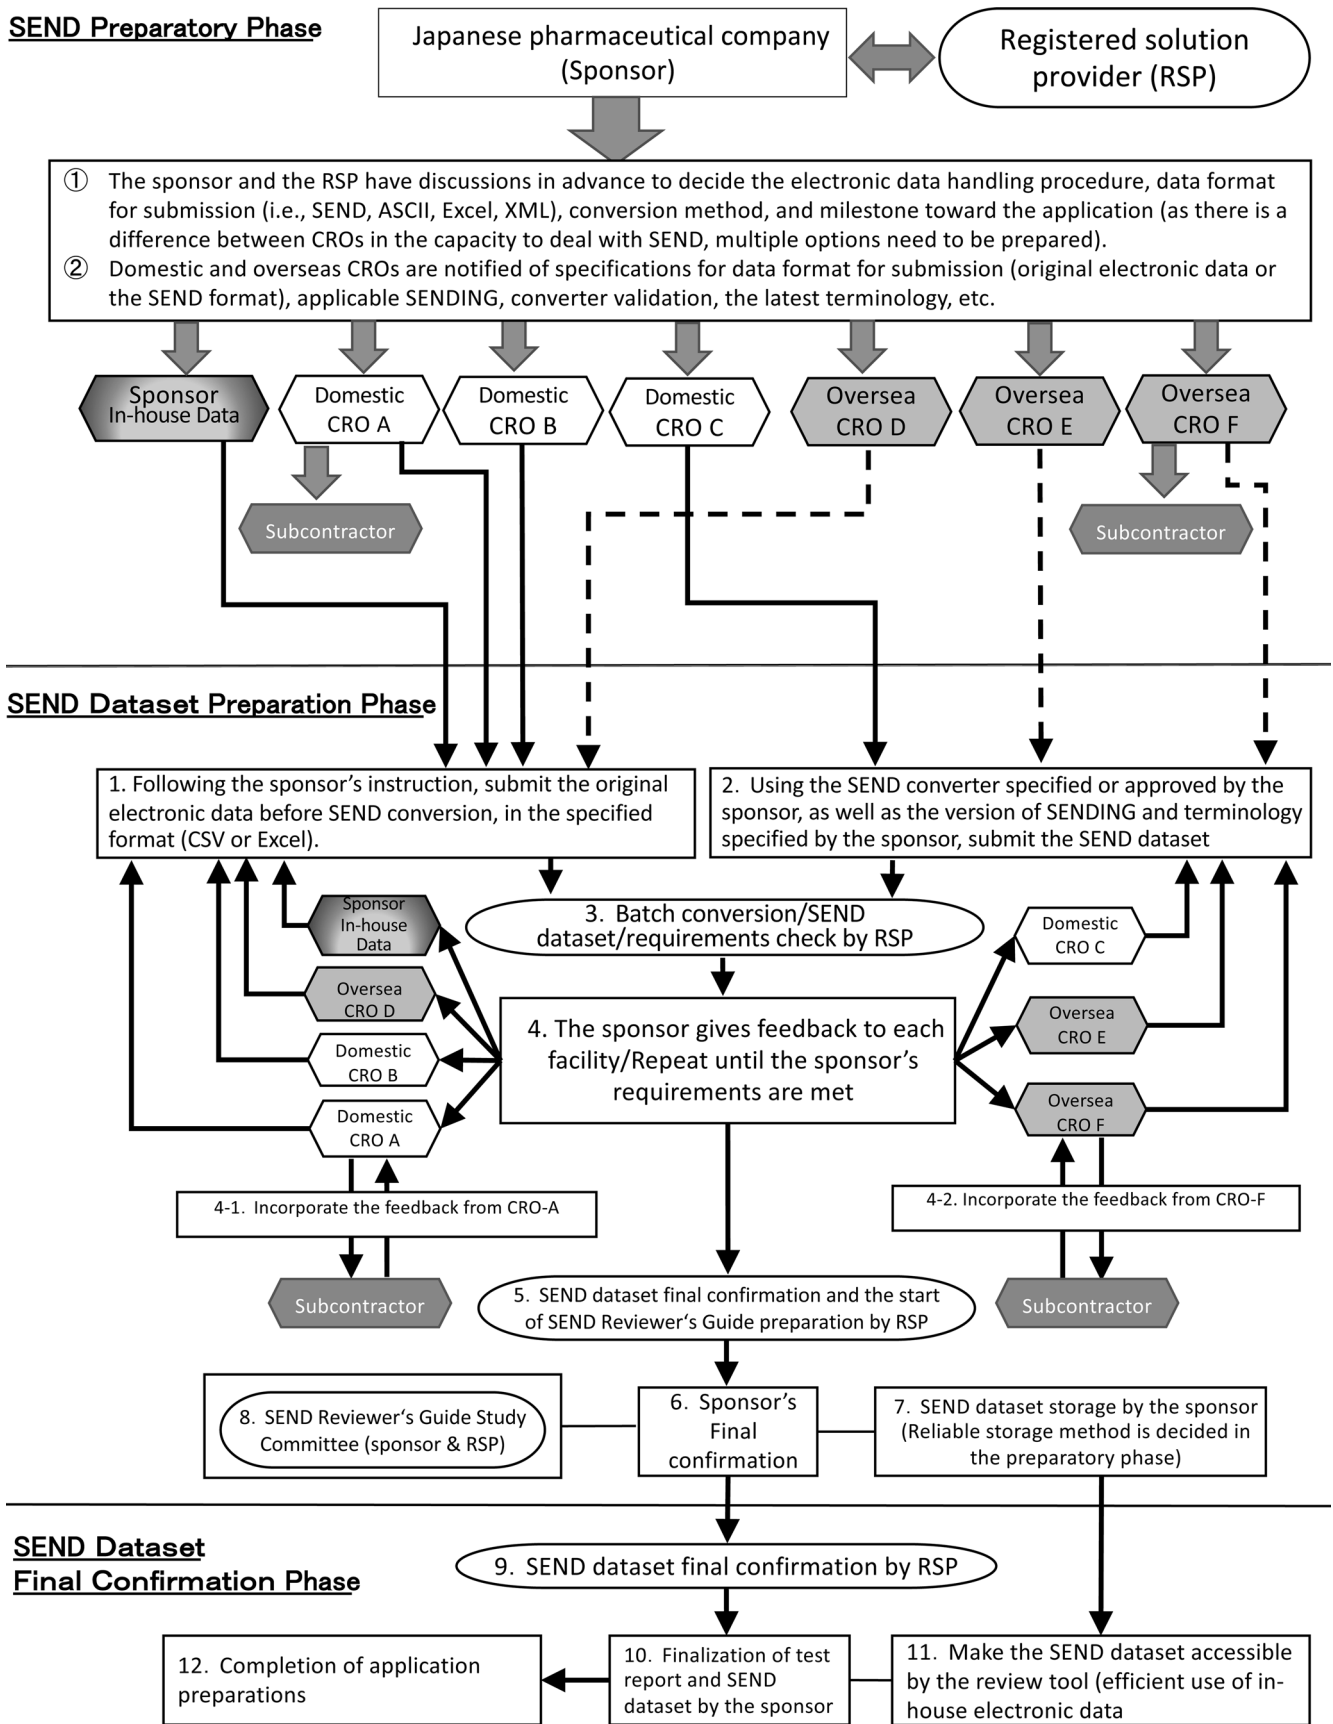 SEND Preparatory Phase
Japanese pharmaceutical company
(Sponsor)
Registered solution
provider (RSP)
① The sponsor and the RSP have discussions in advance to decide the electronic data handling procedure, data format
for submission (i.e., SEND, ASCII, Excel, XML), conversion method, and milestone toward the application (as there is a
difference between CROs in the capacity to deal with SEND, multiple options need to be prepared).
② Domestic and overseas CROs are notified of specifications for data format for submission (original electronic data or
the SEND format), applicable SENDING, converter validation, the latest terminology, etc.
Sponsor
In-house Data
Domestic
CRO A
Domestic
CRO B
Domestic
CRO C
Oversea
CRO D
Oversea
CRO E
Oversea
CRO F
Subcontractor
Subcontractor
SEND Dataset Preparation Phase
1. Following the sponsor’s instruction, submit the original
electronic data before SEND conversion, in the specified
format (CSV or Excel).
2. Using the SEND converter specified or approved by the
sponsor, as well as the version of SENDING and terminology
specified by the sponsor, submit the SEND dataset
3. Batch conversion/SEND
dataset/requirements check by RSP
Sponsor
In-house
Data
Oversea
CRO D
Domestic
CRO B
Domestic
CRO A
4. The sponsor gives feedback to each
facility/Repeat until the sponsor’s
requirements are met
Domestic
CRO C
Oversea
CRO E
Oversea
CRO F
4-1. Incorporate the feedback from CRO-A
4-2. Incorporate the feedback from CRO-F
Subcontractor
Subcontractor
5. SEND dataset final confirmation and the start
of SEND Reviewer‘s Guide preparation by RSP
8. SEND Reviewer‘s Guide Study
Committee (sponsor & RSP)
6. Sponsor’s
Final
confirmation
7. SEND dataset storage by the sponsor
(Reliable storage method is decided in
the preparatory phase)
SEND Dataset
Final Confirmation Phase
9. SEND dataset final confirmation by RSP
12. Completion of application
preparations
10. Finalization of test
report and SEND
dataset by the sponsor
11. Make the SEND dataset accessible
by the review tool (efficient use of in-
house electronic data